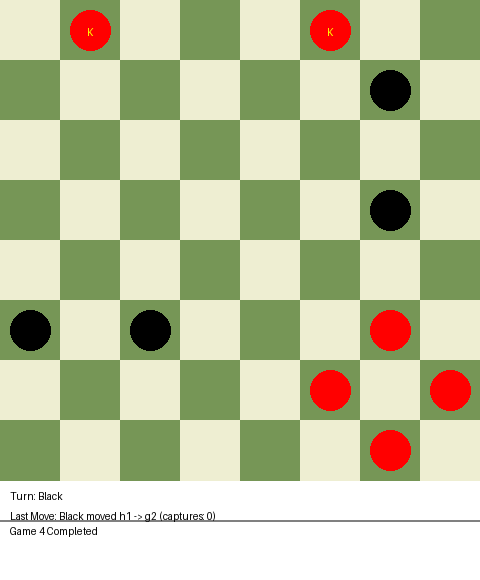 K K
Turn: Black
Last Move: Black moved h1 -> g2 (captures: 0)
Game 4 Completed